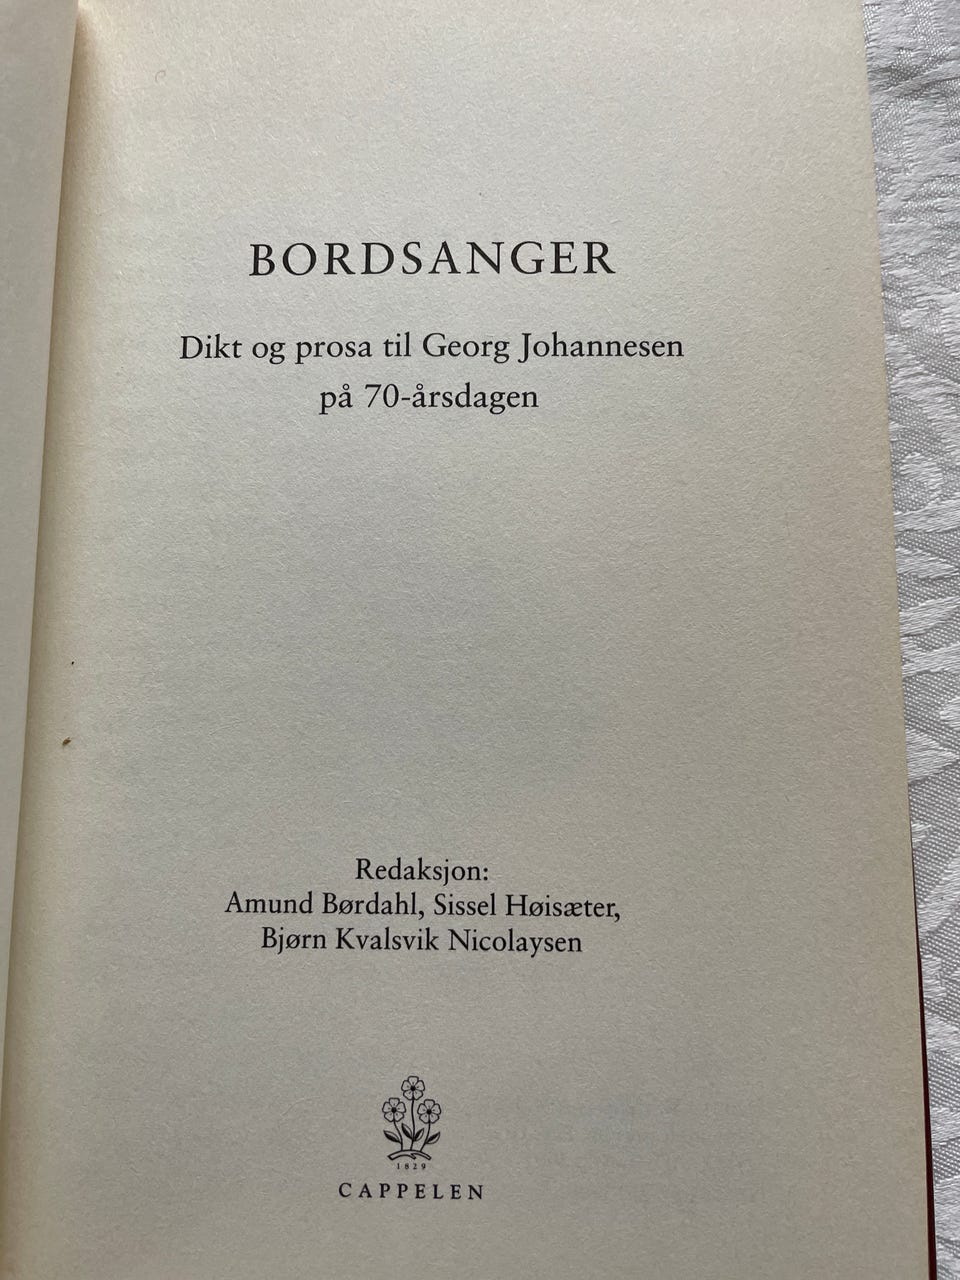 BORDSANGER
Dikt og prosa til Georg Johannesen
på 70-årsdagen
Redaksjon:
Amund Børdahl, Sissel Høisæter,
Bjørn Kvalsvik Nicolaysen
1829
CAPPELEN